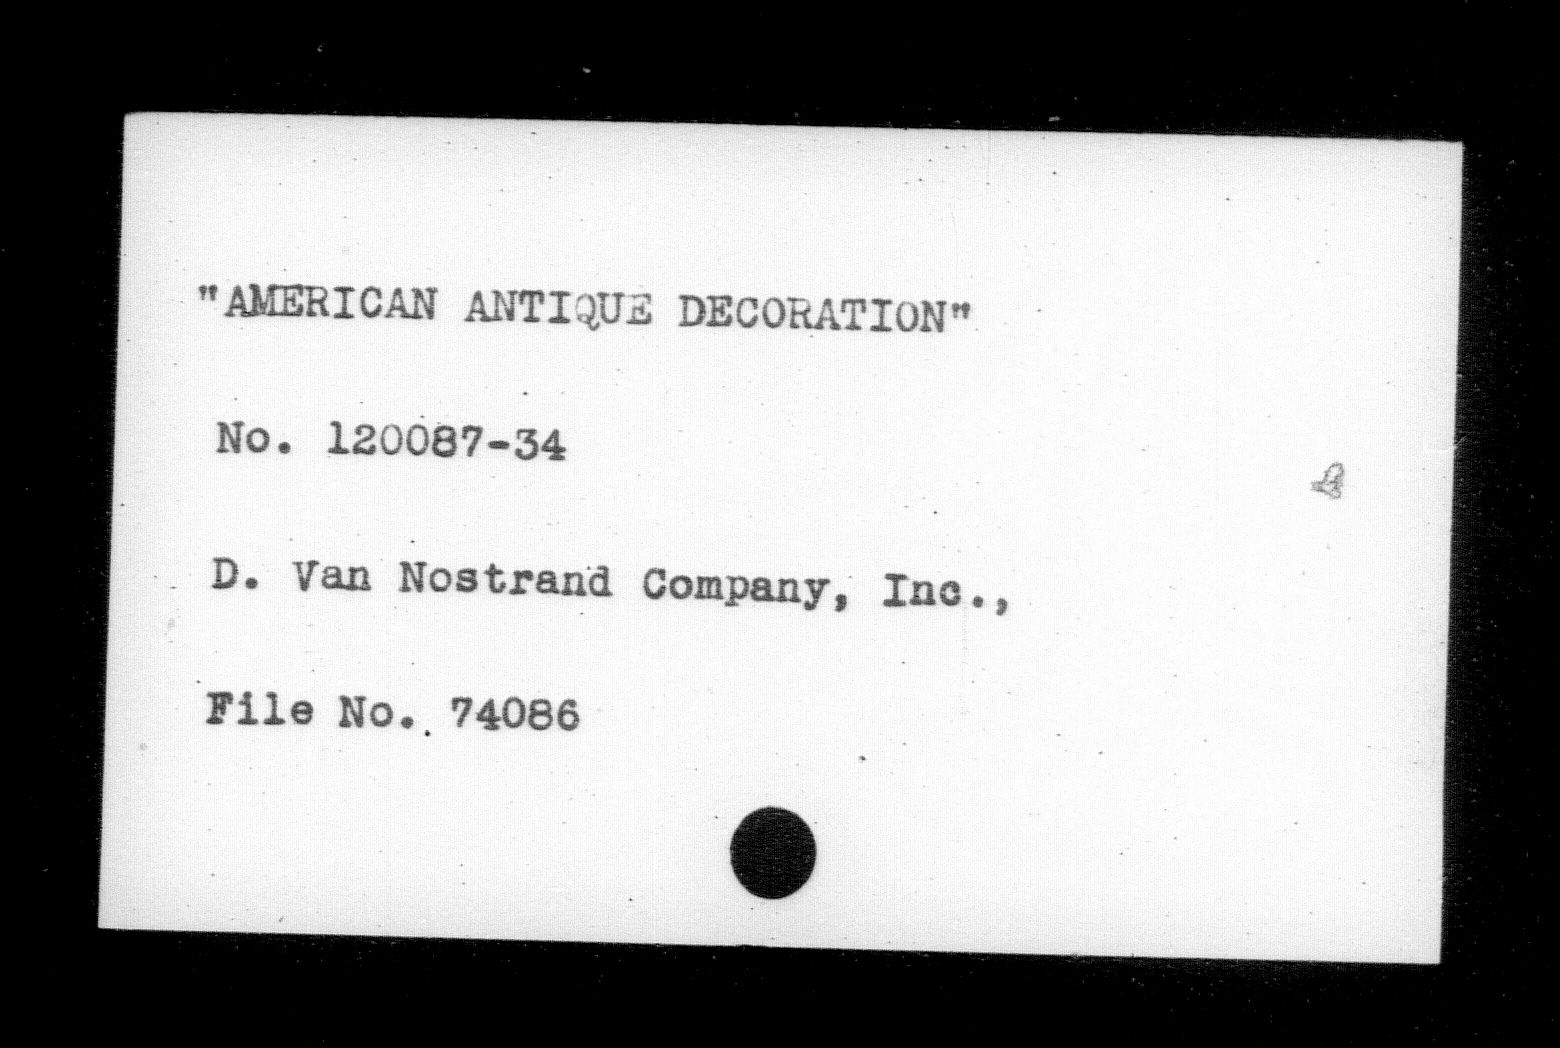 "AMERICAN ANTIQUE DECORATION"
No. 120087-34
D. Van Nostrand Company, Inc.,
File No. 74086